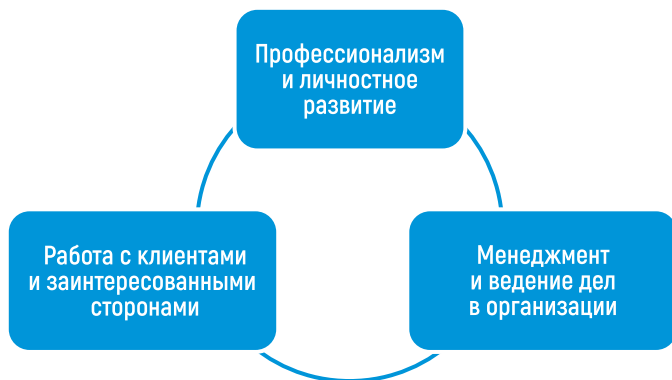 Профессионализм
и личностное
развитие
Работа с клиентами
и заинтересованными
сторонами
Менеджмент
и ведение дел
в организации